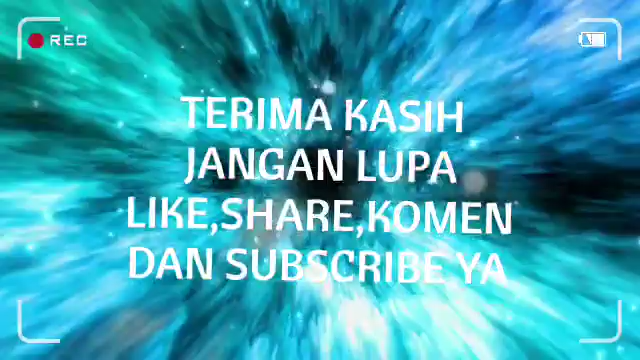 REC
TERIMA KASIH
JANGAN LUPA
LIKE,SHARE,KOMEN
DAN SUBSCRIBE YA